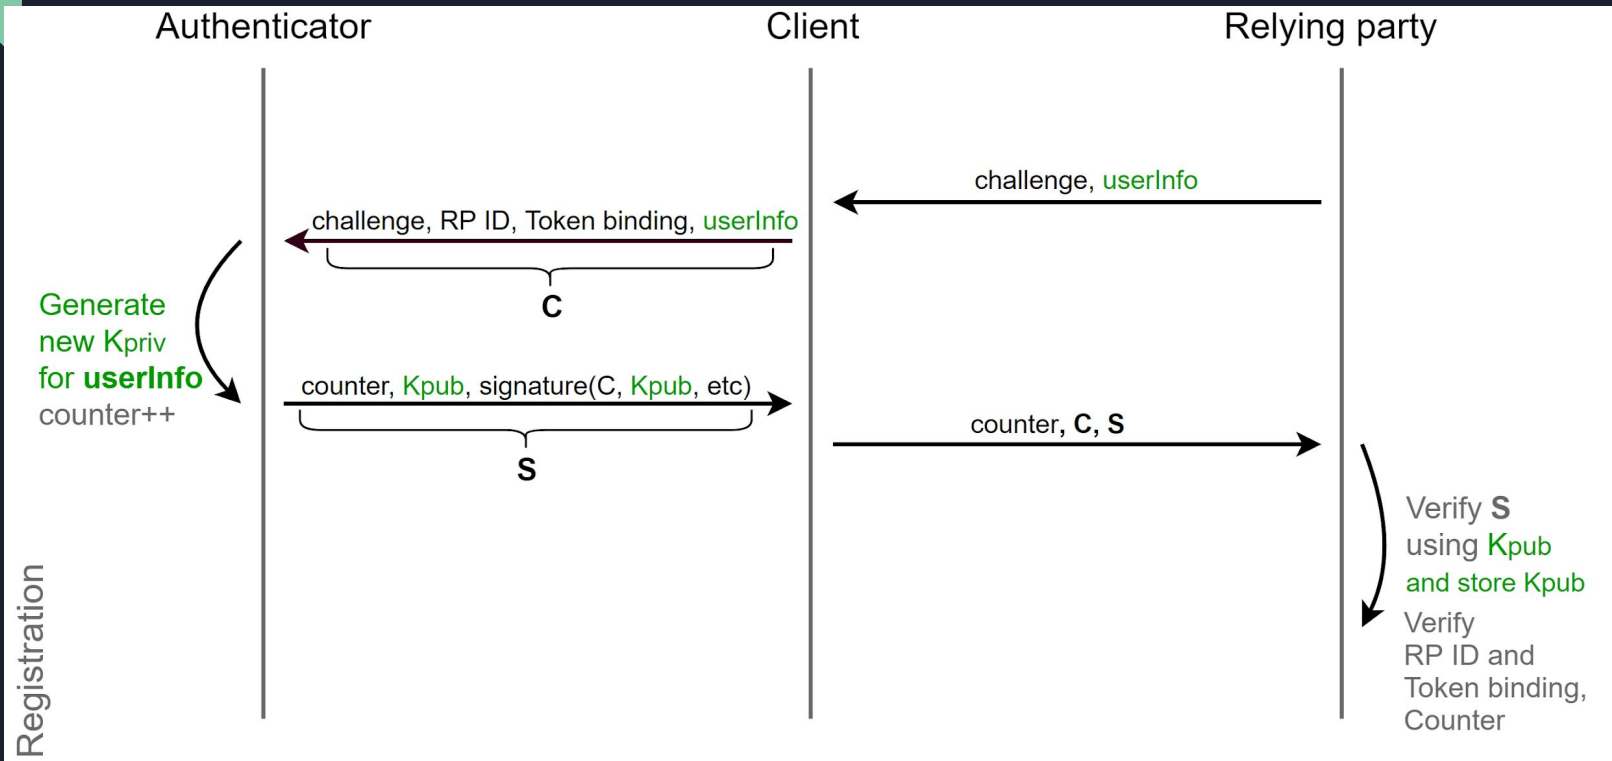 Authenticator
Client
Relying party
challenge, userInfo
challenge, RP ID, Token binding, userInfo
C
Generate
new Kpriv
for userInfo
counter++
counter, Kpub, signature(C, Kpub, etc)
S
counter, C, S
Verify S
using Kpub
and store Kpub
Verify
RP ID and
Token binding,
Counter
Registration